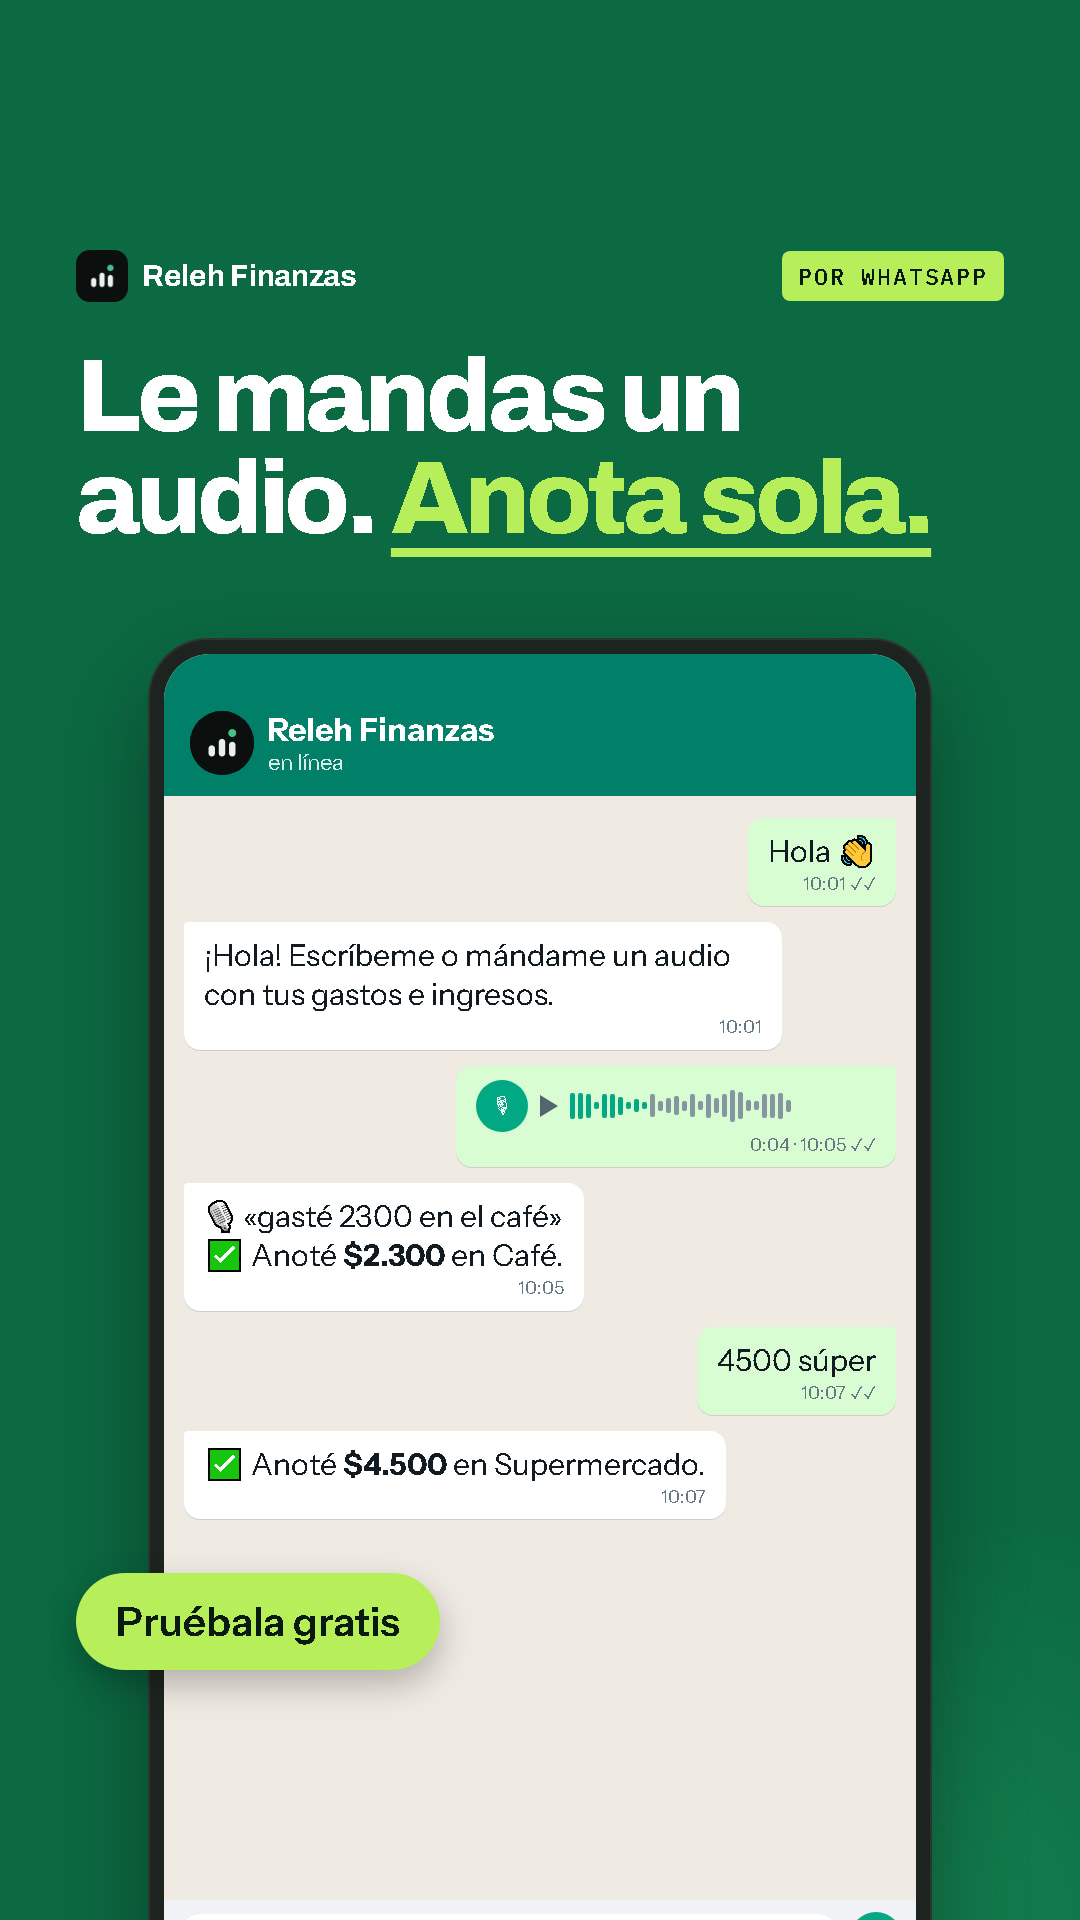 Releh Finanzas
POR WHATSAPP
Le mandas un
audio. Anota sola.
Releh Finanzas
en línea
Hola 👋
10:01 ✓✓
¡Hola! Escríbeme o mándame un audio
con tus gastos e ingresos.
10:01
0:04 · 10:05 ✓✓
🎙️ «gasté 2300 en el café»
✅ Anoté $2.300 en Café.
10:05
4500 súper
10:07 ✓✓
✅ Anoté $4.500 en Supermercado.
10:07
Pruébala gratis